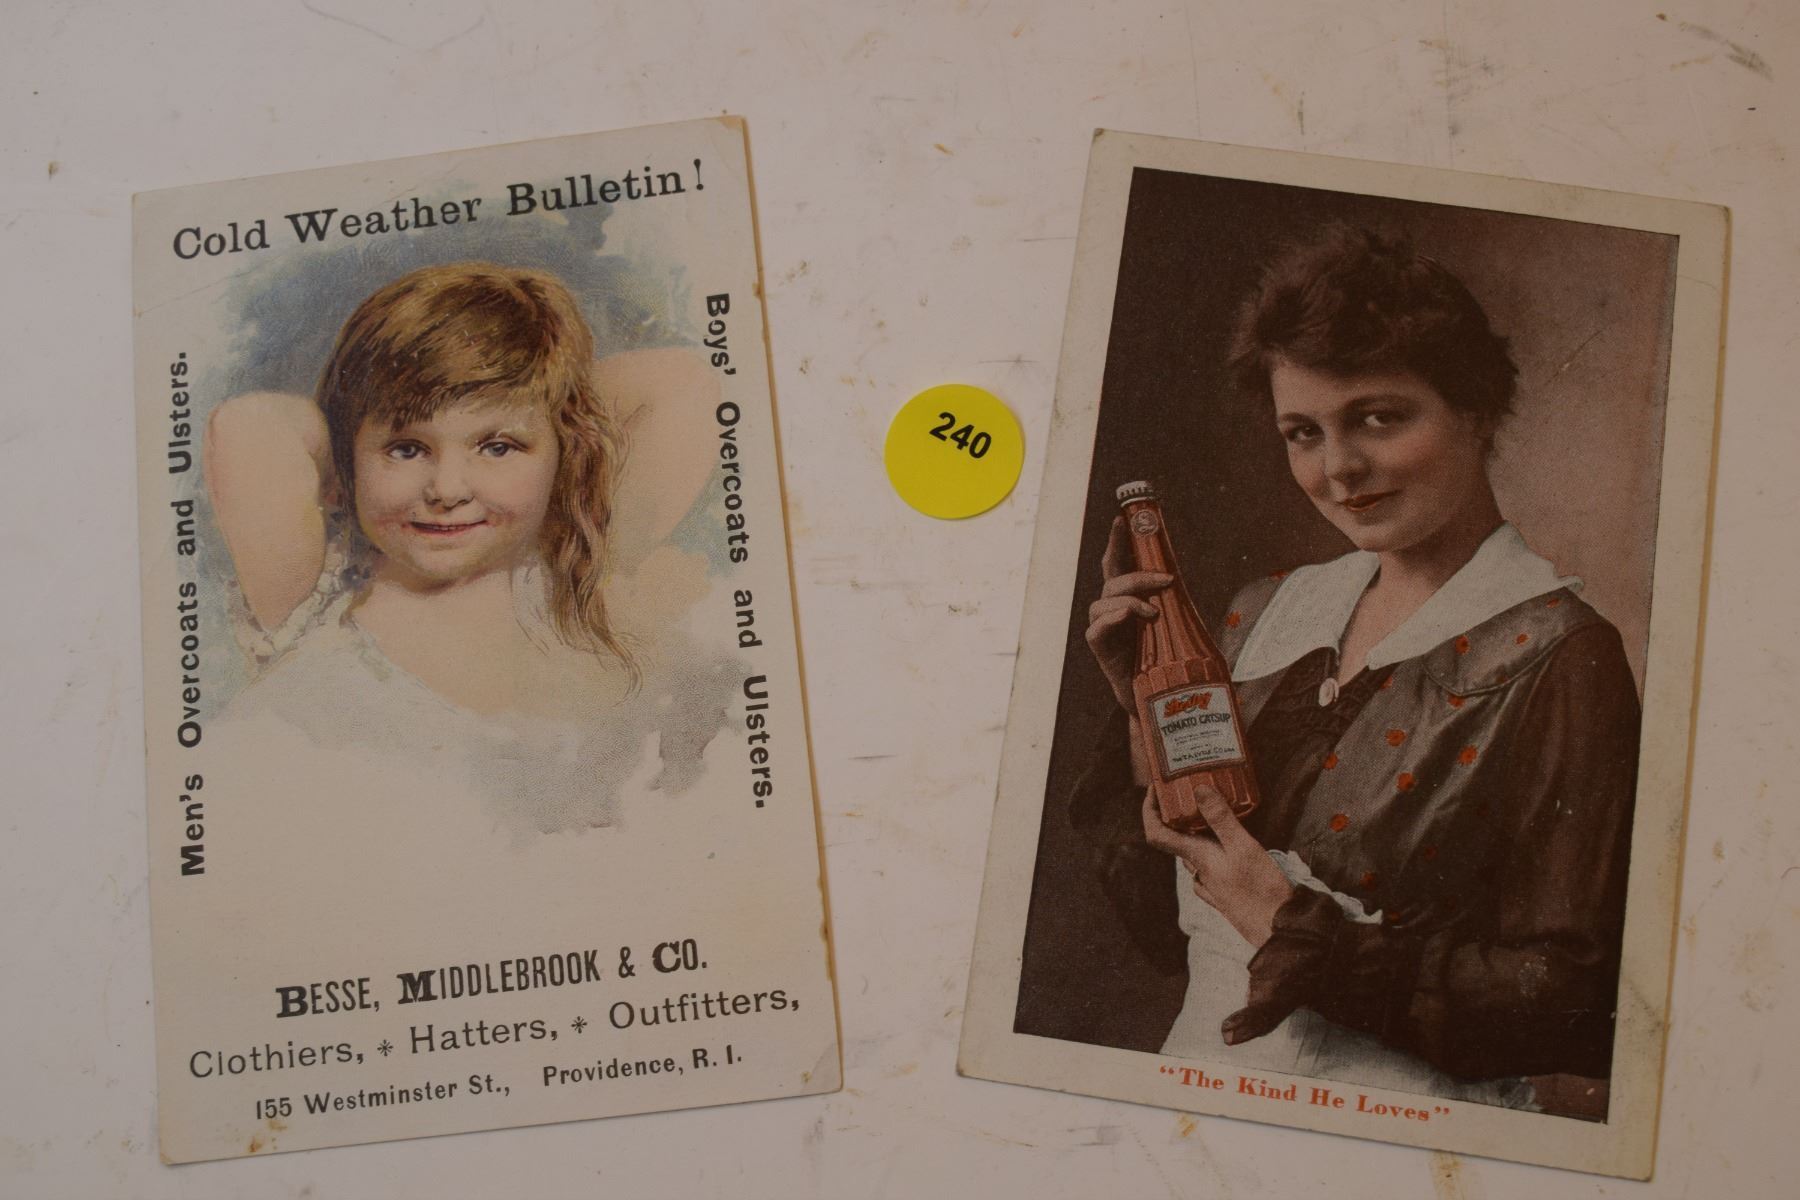 Cold Weather Bulletin!
Men's Overcoats and Ulsters.
Boys' Overcoats and Ulsters.
BESSE, MIDDLEBROOK & CO.
Clothiers, * Hatters, * Outfitters,
155 Westminster St., Providence, R. I.
240
TOMATO CATSUP
"The Kind He Loves"